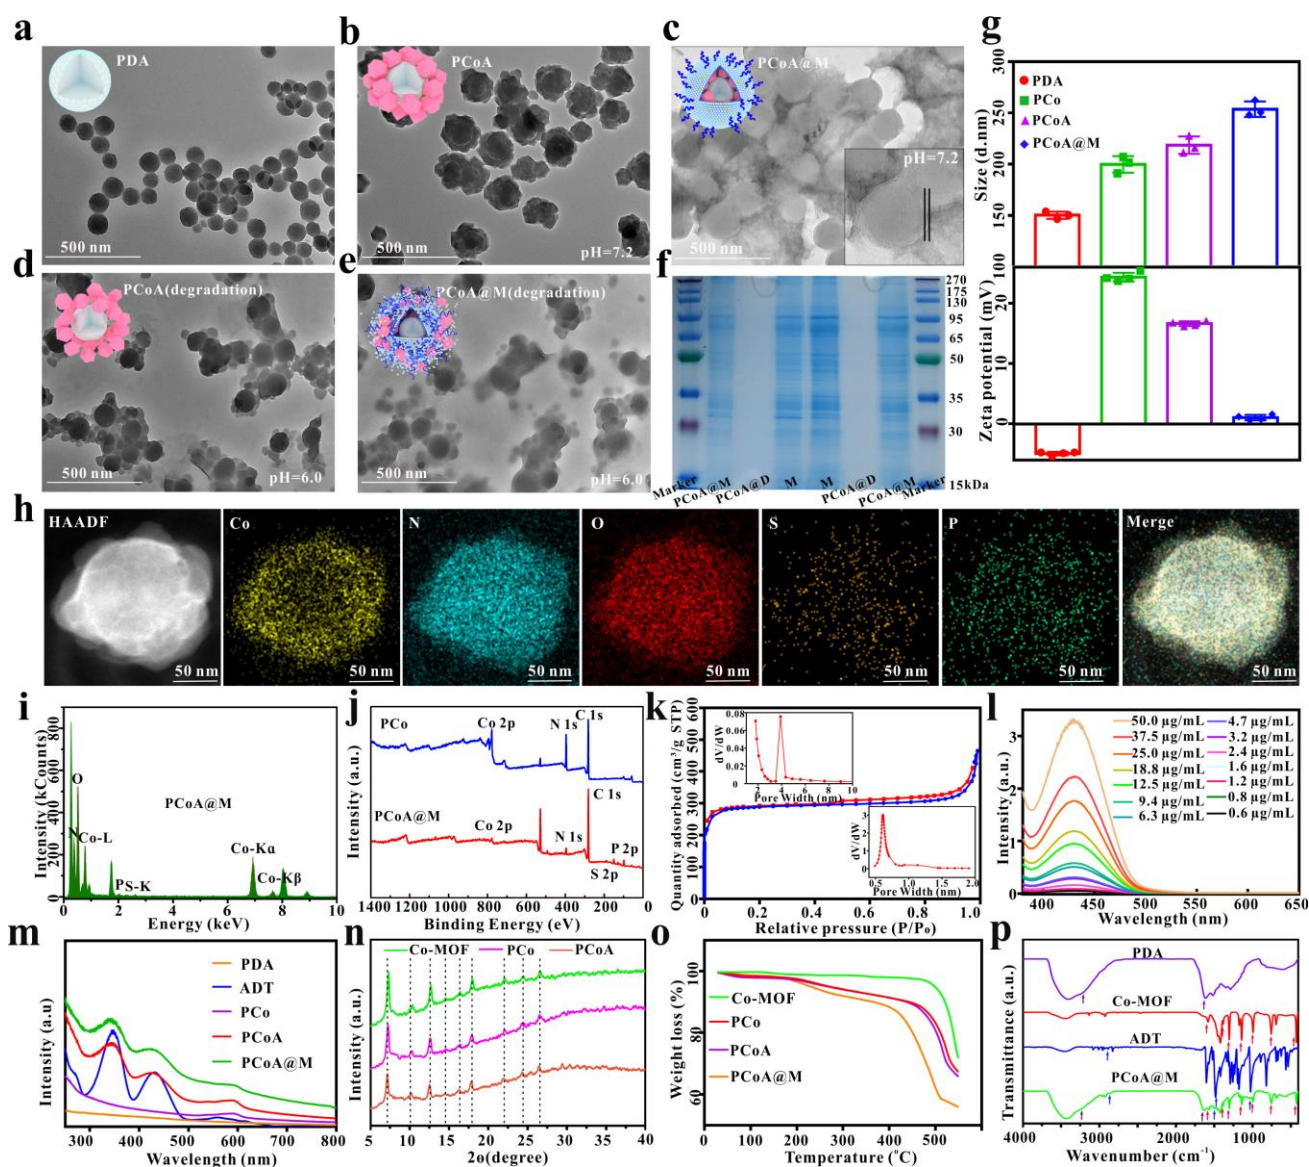 a
PDA
500 nm
b
PCoA
500 nm
pH=7.2
c
PCoA@M
pH=7.2
500 nm
d
PCoA(degradation)
500 nm
pH=6.0
e
PCoA@M(degradation)
500 nm
pH=6.0
f
270
175
130
95
65
50
35
30
15kDa
Marker
PCoA@M
PCoA@D
M
M
PCoA@D
PCoA@M
Marker
g
PDA
PCo
PCoA
PCoA@M
Size (d.nm)
300
250
200
150
100
Zeta potential (mV)
20
10
0
h
HAADF
50 nm
Co
50 nm
N
50 nm
O
50 nm
S
50 nm
P
50 nm
Merge
50 nm
i
Intensity (kCounts)
800
600
400
200
0
O
N
Co-L
P
S-K
PCoA@M
Co-Kα
Co-Kβ
0 2 4 6 8 10
Energy (keV)
j
Intensity (a.u.)
PCo
Co 2p
N 1s
C 1s
PCoA@M
Co 2p
N 1s
C 1s
P 2p
S 2p
1400 1000 600 200 0
Binding Energy (eV)
k
Quantity adsorbed (cm³/g STP)
600
500
400
300
200
100
0
dV/dW
0.08
0.04
0.02
0
2 4 6 8 10
Pore Width (nm)
dV/dW
3
2
1
0
0.5 1.0 1.5 2.0
Pore Width (nm)
0 0.2 0.4 0.6 0.8 1.0
Relative pressure (P/P₀)
l
Intensity (a.u.)
3
2
1
0
50.0 µg/mL
37.5 µg/mL
25.0 µg/mL
18.8 µg/mL
12.5 µg/mL
9.4 µg/mL
6.3 µg/mL
4.7 µg/mL
3.2 µg/mL
2.4 µg/mL
1.6 µg/mL
1.2 µg/mL
0.8 µg/mL
0.6 µg/mL
400 450 500 550 600 650
Wavelength (nm)
m
Intensity (a.u)
PDA
ADT
PCo
PCoA
PCoA@M
300 400 500 600 700 800
Wavelength (nm)
n
Intensity (a.u.)
Co-MOF
PCo
PCoA
5 10 15 20 25 30 35 40
2θ(degree)
o
Weight loss (%)
100
80
60
Co-MOF
PCo
PCoA
PCoA@M
0 100 200 300 400 500
Temperature (°C)
p
Transmittance (a.u.)
PDA
Co-MOF
ADT
PCoA@M
4000 3000 2000 1000
Wavenumber (cm⁻¹)